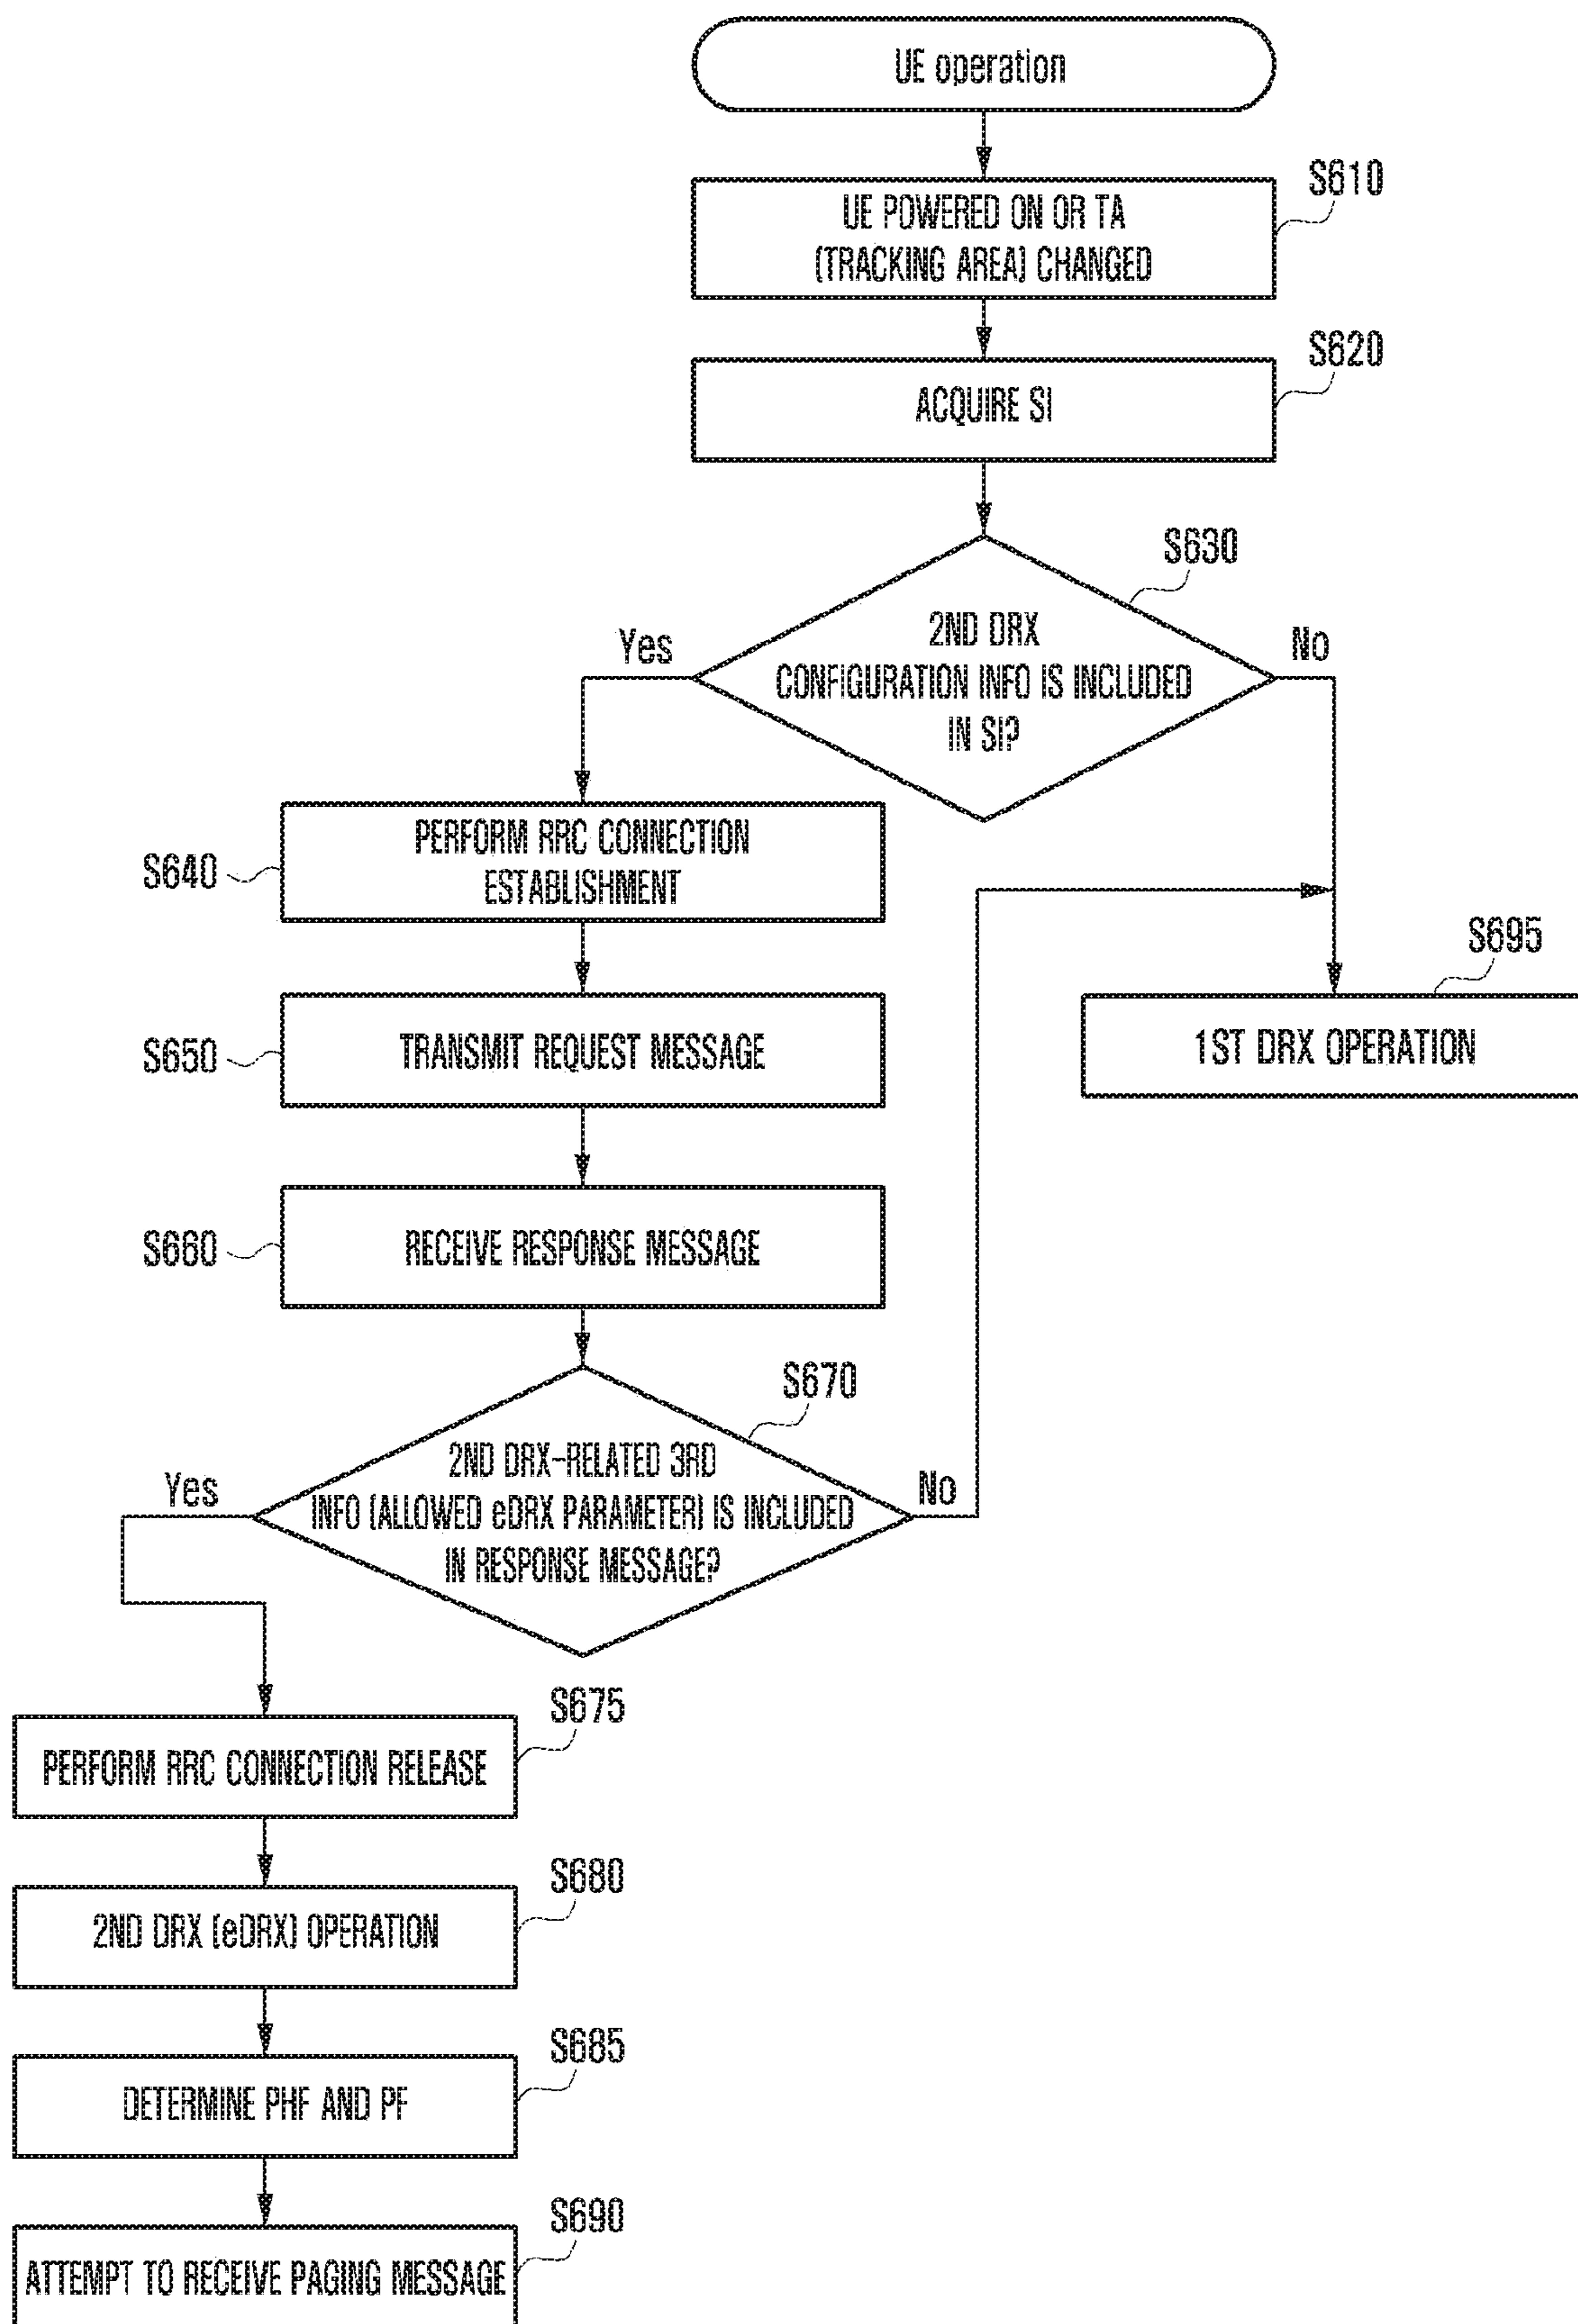 UE operation
S610
UE POWERED ON OR TA
(TRACKING AREA) CHANGED
S620
ACQUIRE SI
S630
2ND DRX
CONFIGURATION INFO IS INCLUDED
IN SI?
Yes
No
S640
PERFORM RRC CONNECTION
ESTABLISHMENT
S695
1ST DRX OPERATION
S650
TRANSMIT REQUEST MESSAGE
S660
RECEIVE RESPONSE MESSAGE
S670
2ND DRX-RELATED 3RD
INFO (ALLOWED eDRX PARAMETER) IS INCLUDED
IN RESPONSE MESSAGE?
Yes
No
S675
PERFORM RRC CONNECTION RELEASE
S680
2ND DRX (eDRX) OPERATION
S685
DETERMINE PHF AND PF
S690
ATTEMPT TO RECEIVE PAGING MESSAGE